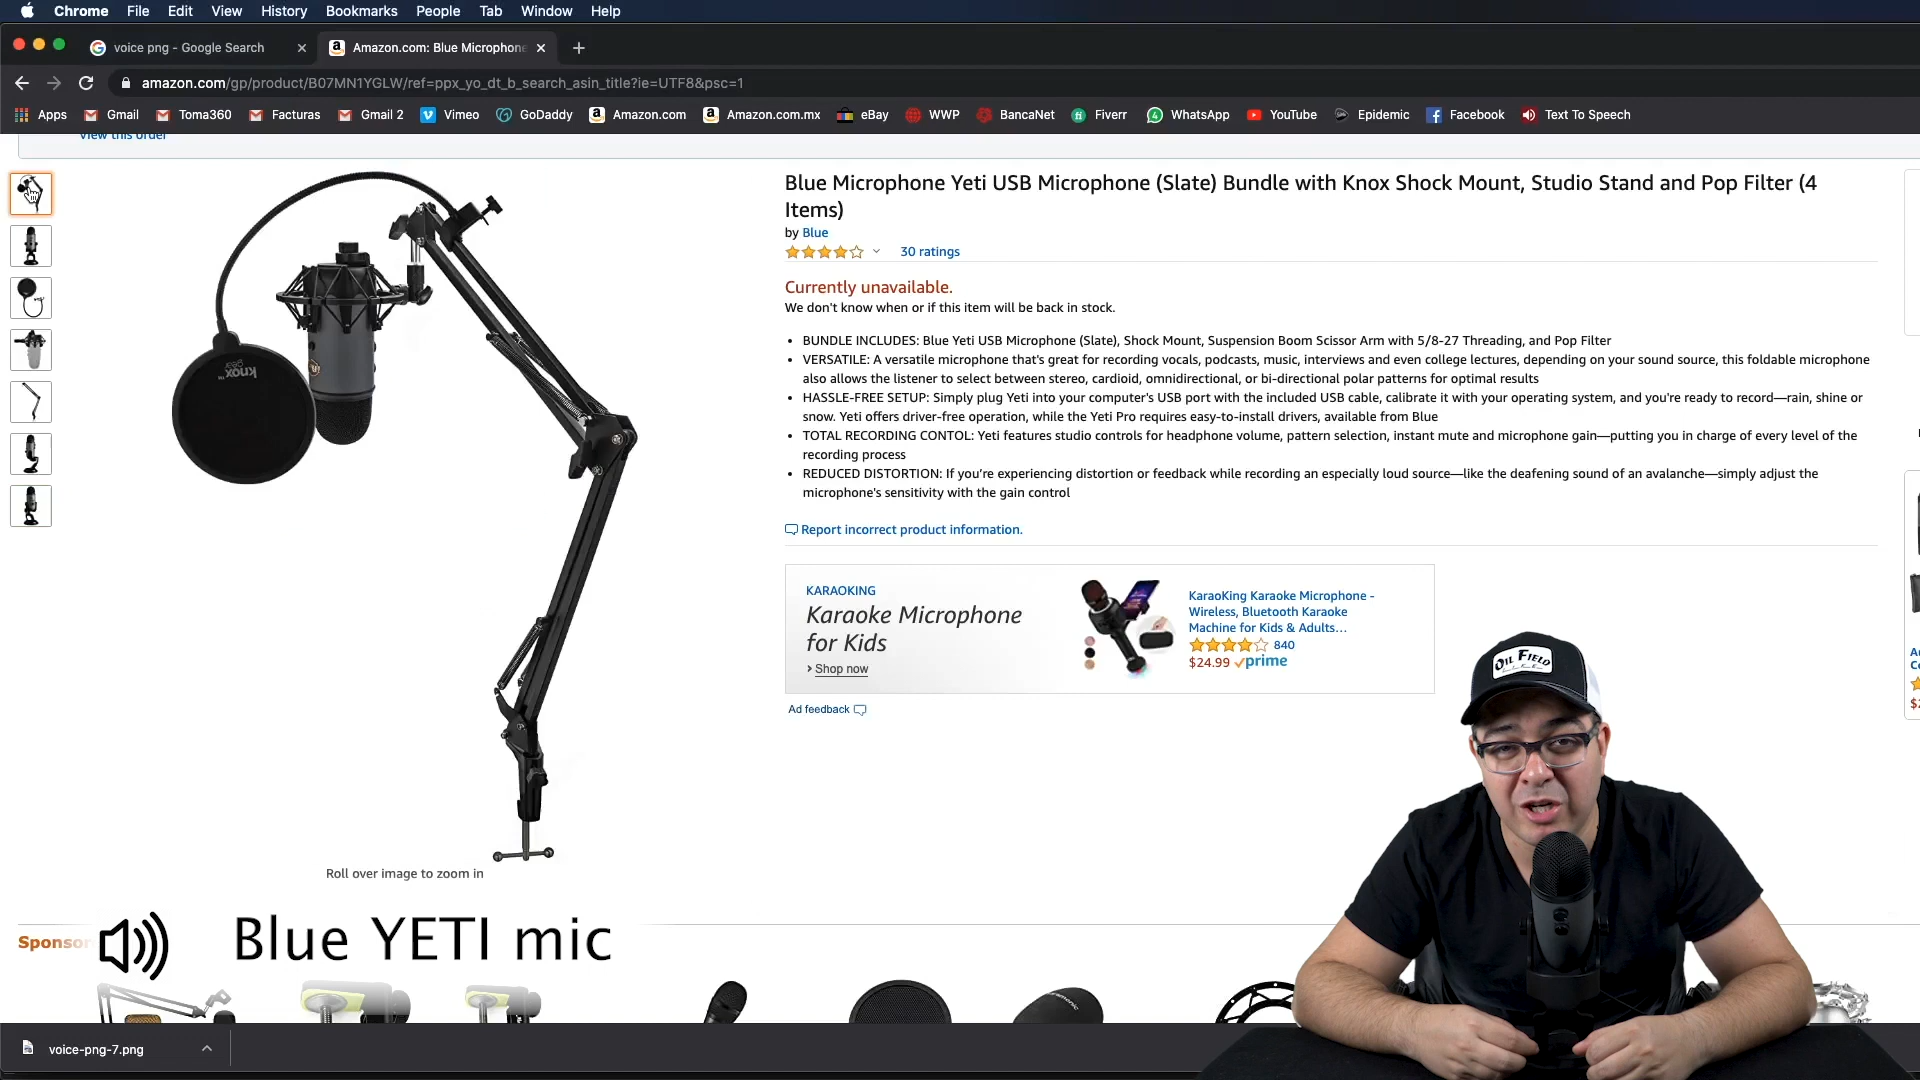 Chrome File Edit View History Bookmarks People Tab Window Help
voice png - Google Search
Amazon.com: Blue Microphone
amazon.com/gp/product/B07MN1YGLW/ref=ppx_yo_dt_b_search_asin_title?ie=UTF8&psc=1
Apps Gmail Toma360 Facturas Gmail 2 Vimeo GoDaddy Amazon.com Amazon.com.mx eBay WWP BancaNet Fiverr WhatsApp YouTube Epidemic Facebook Text To Speech
View this order
Blue Microphone Yeti USB Microphone (Slate) Bundle with Knox Shock Mount, Studio Stand and Pop Filter (4
Items)
by Blue
30 ratings
Currently unavailable.
We don't know when or if this item will be back in stock.
• BUNDLE INCLUDES: Blue Yeti USB Microphone (Slate), Shock Mount, Suspension Boom Scissor Arm with 5/8-27 Threading, and Pop Filter
• VERSATILE: A versatile microphone that's great for recording vocals, podcasts, music, interviews and even college lectures, depending on your sound source, this foldable microphone
also allows the listener to select between stereo, cardioid, omnidirectional, or bi-directional polar patterns for optimal results
• HASSLE-FREE SETUP: Simply plug Yeti into your computer's USB port with the included USB cable, calibrate it with your operating system, and you're ready to record—rain, shine or
snow. Yeti offers driver-free operation, while the Yeti Pro requires easy-to-install drivers, available from Blue
• TOTAL RECORDING CONTOL: Yeti features studio controls for headphone volume, pattern selection, instant mute and microphone gain—putting you in charge of every level of the
recording process
• REDUCED DISTORTION: If you’re experiencing distortion or feedback while recording an especially loud source—like the deafening sound of an avalanche—simply adjust the
microphone's sensitivity with the gain control
Report incorrect product information.
KARAOKING
Karaoke Microphone
for Kids
Shop now
KaraoKing Karaoke Microphone -
Wireless, Bluetooth Karaoke
Machine for Kids & Adults…
840
$24.99 prime
Ad feedback
knox
gear
OIL FIELD
LIFE
Roll over image to zoom in
Sponsor
Blue YETI mic
voice-png-7.png